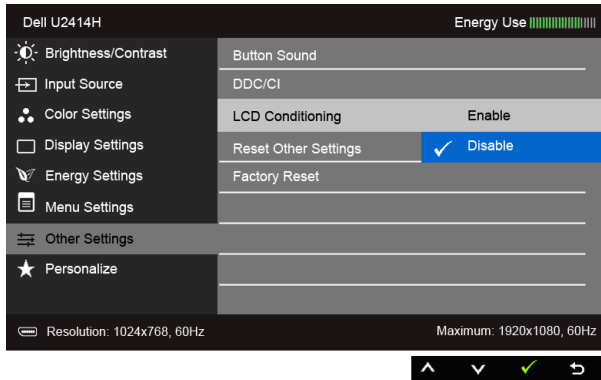 Dell U2414H
Energy Use
Brightness/Contrast
Button Sound
Input Source
DDC/CI
Color Settings
LCD Conditioning
Enable
Display Settings
Reset Other Settings
Disable
Energy Settings
Factory Reset
Menu Settings
Other Settings
Personalize
Resolution: 1024x768, 60Hz
Maximum: 1920x1080, 60Hz